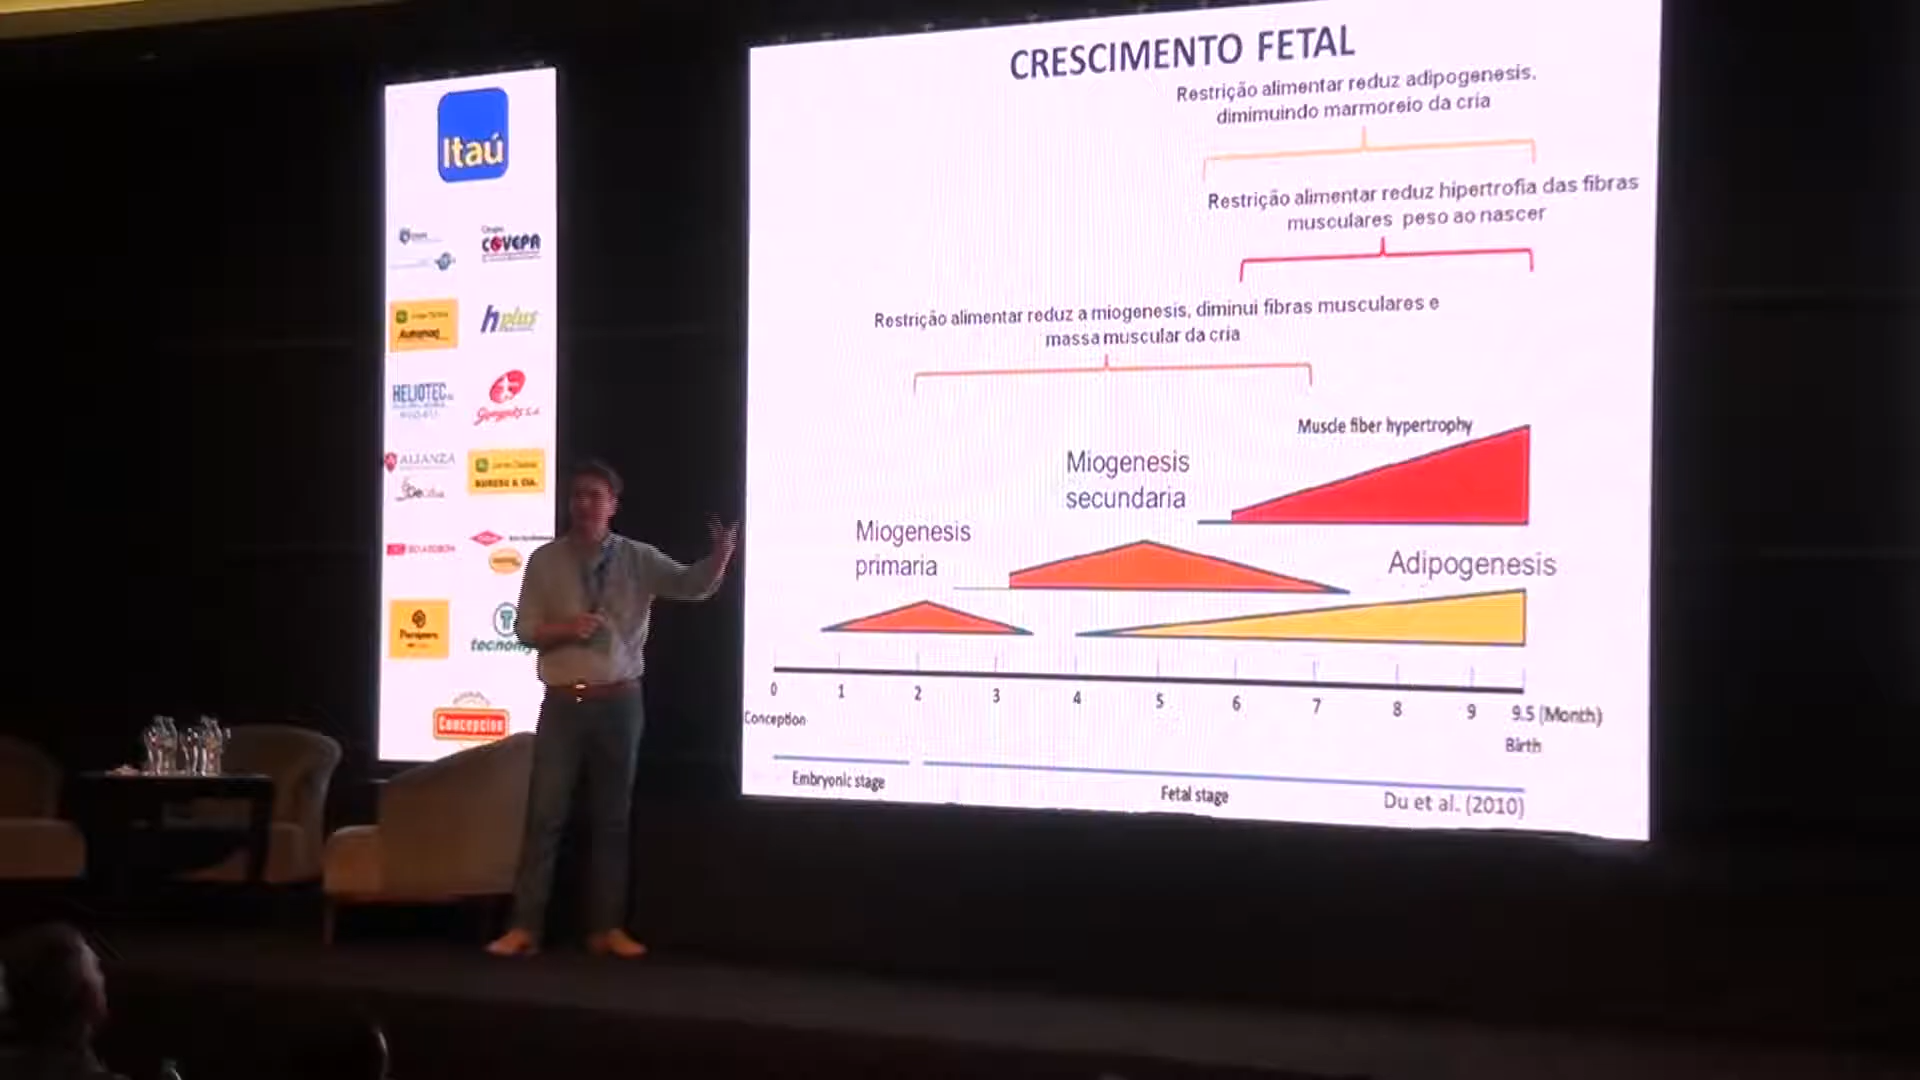 CRESCIMENTO FETAL
Restrição alimentar reduz adipogenesis,
dimimuindo marmoreio da cria
Restrição alimentar reduz hipertrofia das fibras
musculares peso ao nascer
Restrição alimentar reduz a miogenesis, diminui fibras musculares e
massa muscular da cria
Muscle fiber hypertrophy
Miogenesis
secundaria
Miogenesis
primaria
Adipogenesis
0 1 2 3 4 5 6 7 8 9 9.5 (Month)
Conception
Birth
Embryonic stage
Fetal stage
Du et al. (2010)
Itaú
Grupo
COVEPA
Automaq
hplus
HELIOTEC
ALIANZA
tecnomy
Concepcion